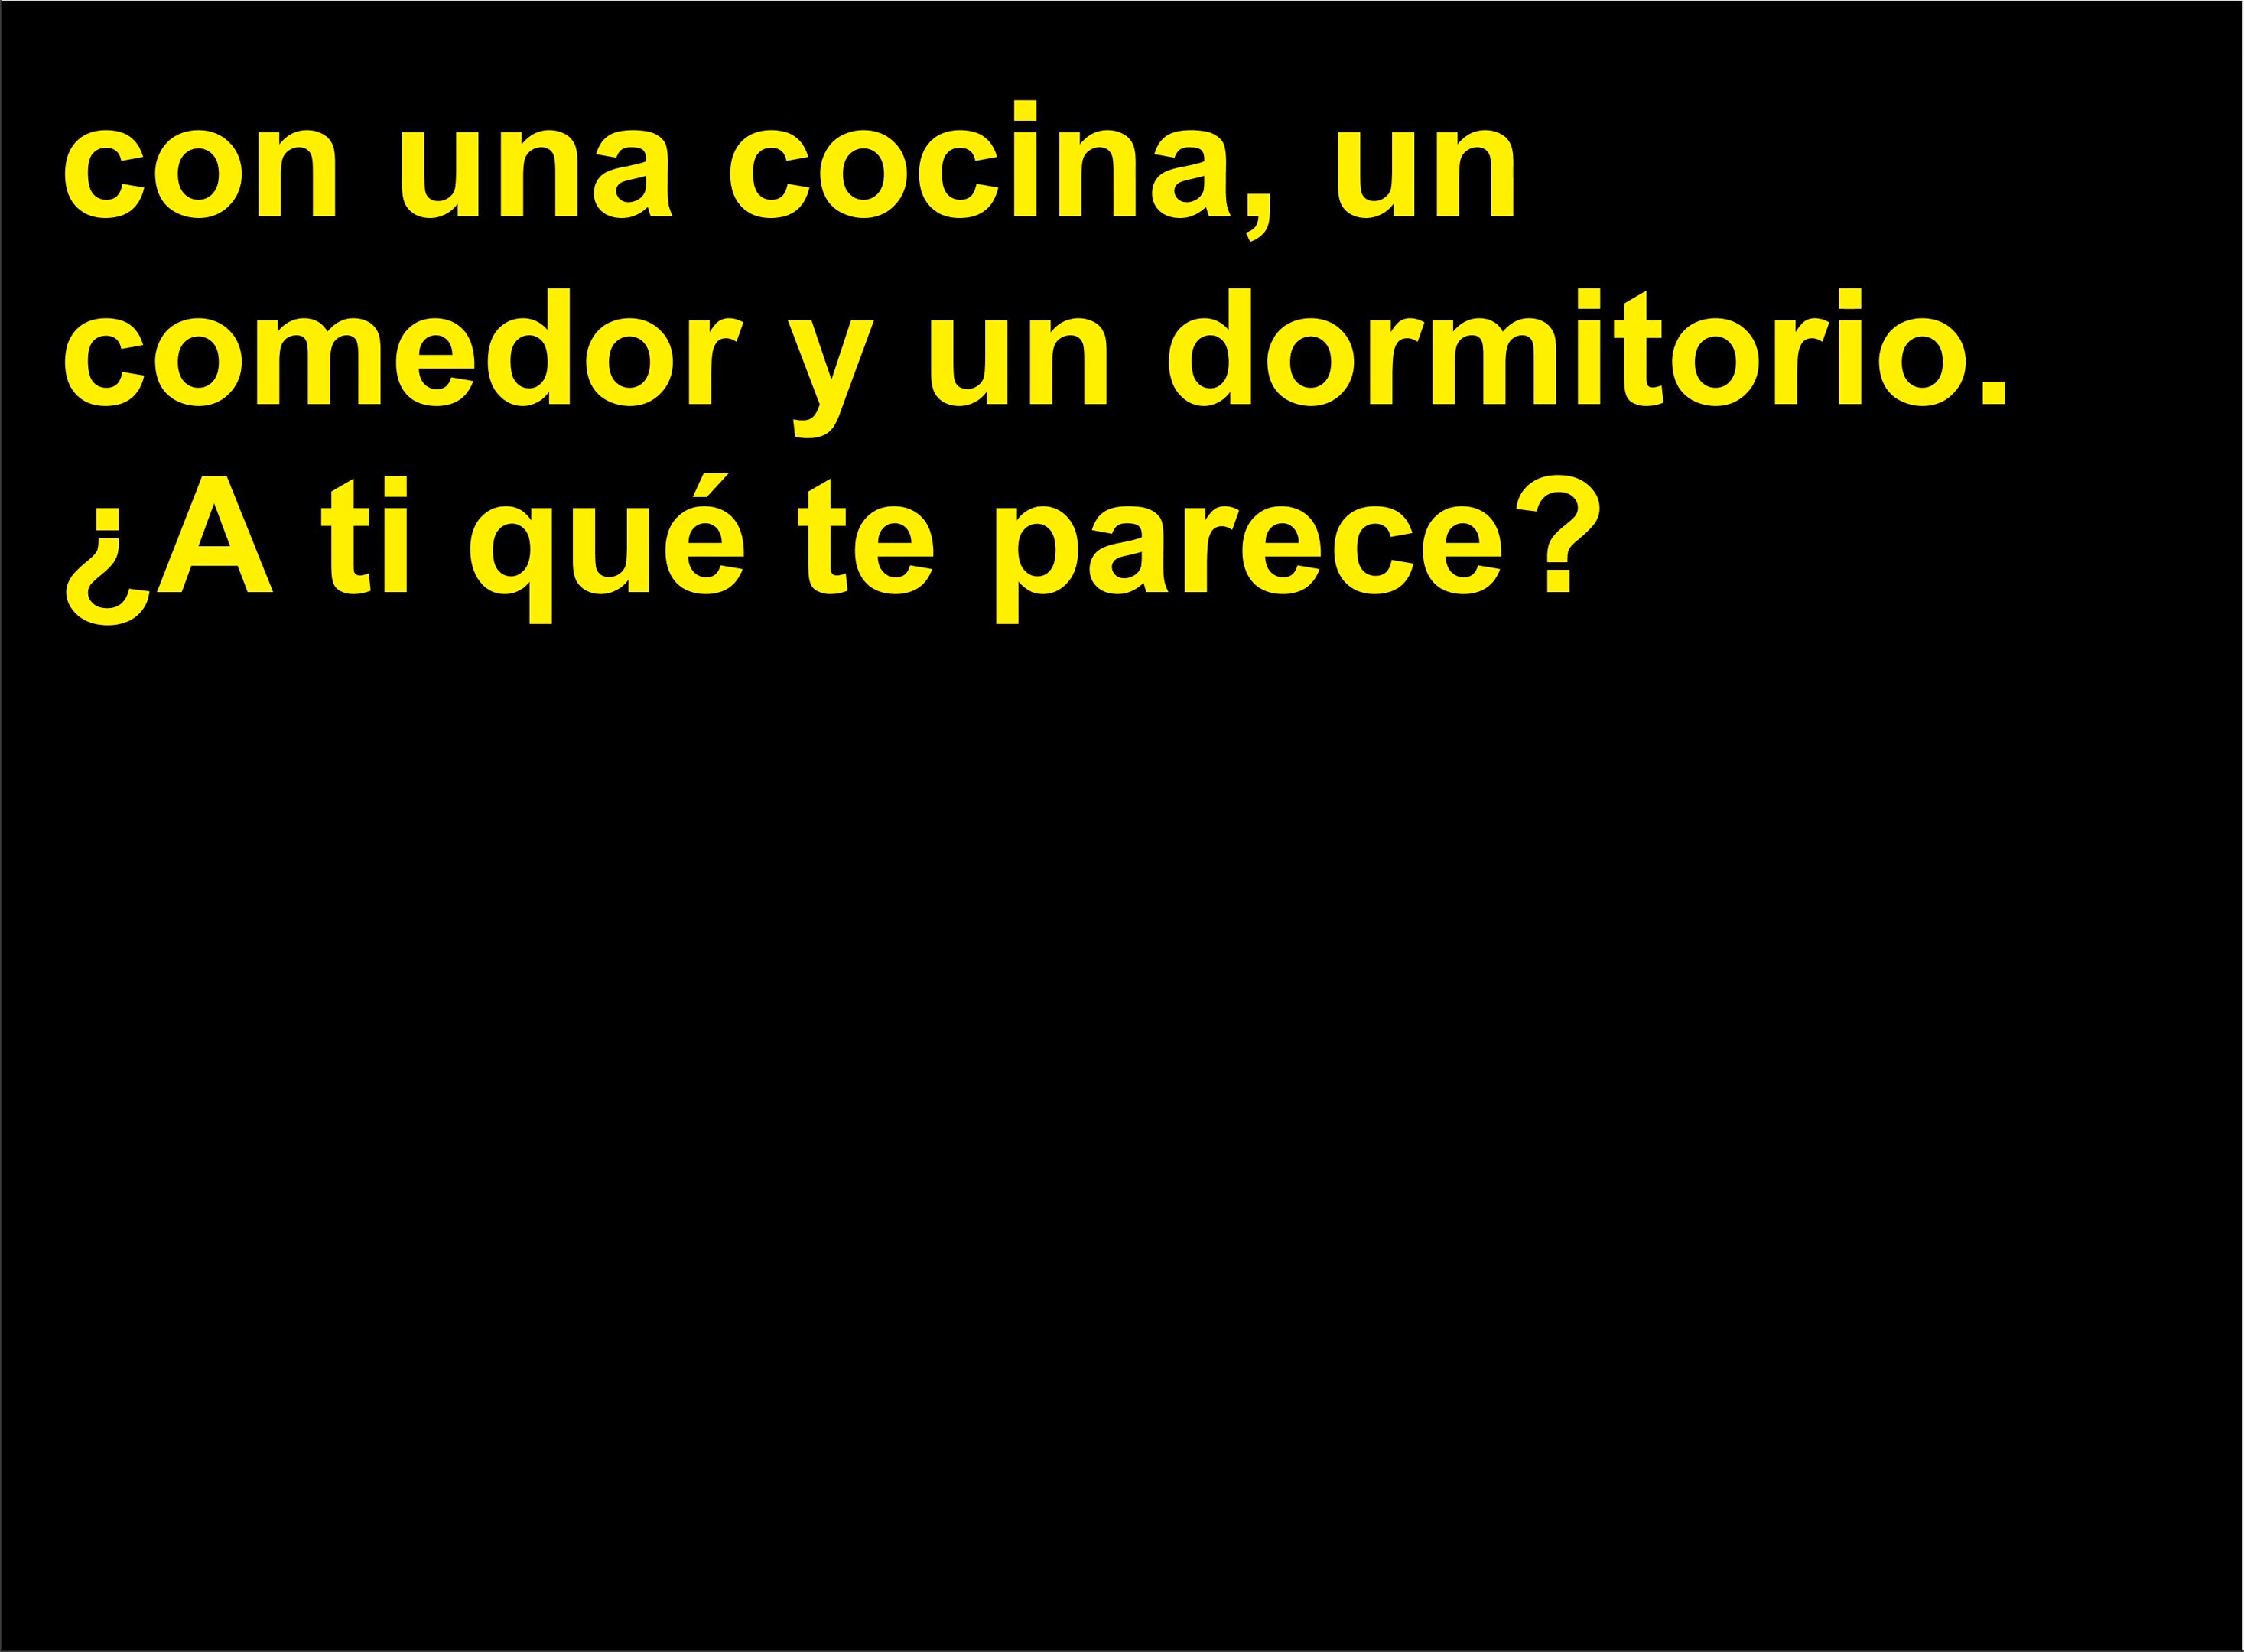 con una cocina, un
comedor y un dormitorio.
¿A ti qué te parece?